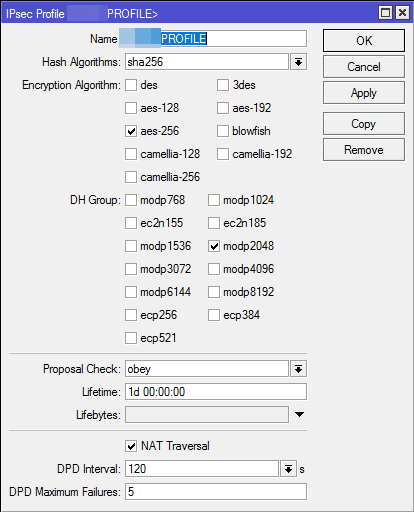 IPsec Profile PROFILE>
Name PROFILE OK
Hash Algorithms: sha256 Cancel
Encryption Algorithm: des 3des
aes-128 aes-192 Apply
aes-256 blowfish Copy
camellia-128 camellia-192 Remove
camellia-256
DH Group: modp768 modp1024
ec2n155 ec2n185
modp1536 modp2048
modp3072 modp4096
modp6144 modp8192
ecp256 ecp384
ecp521
Proposal Check: obey
Lifetime: 1d 00:00:00
Lifebytes:
NAT Traversal
DPD Interval: 120 s
DPD Maximum Failures: 5